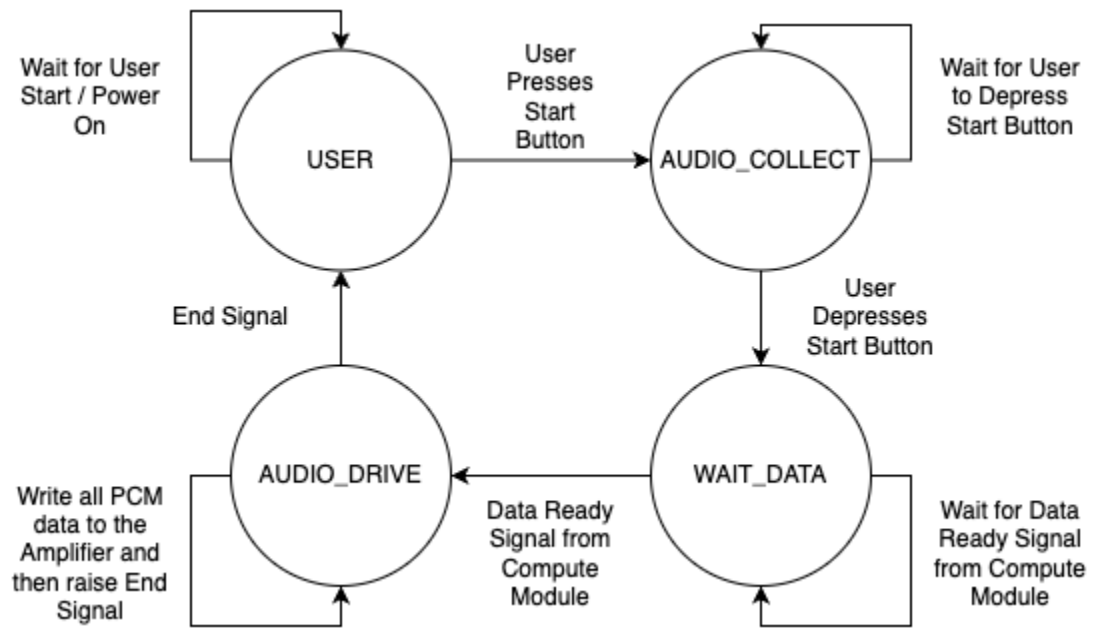 Wait for User
Start / Power
On
USER
User
Presses
Start
Button
AUDIO_COLLECT
Wait for User
to Depress
Start Button
User
Depresses
Start Button
WAIT_DATA
Wait for Data
Ready Signal
from Compute
Module
Data Ready
Signal from
Compute
Module
AUDIO_DRIVE
Write all PCM
data to the
Amplifier and
then raise End
Signal
End Signal